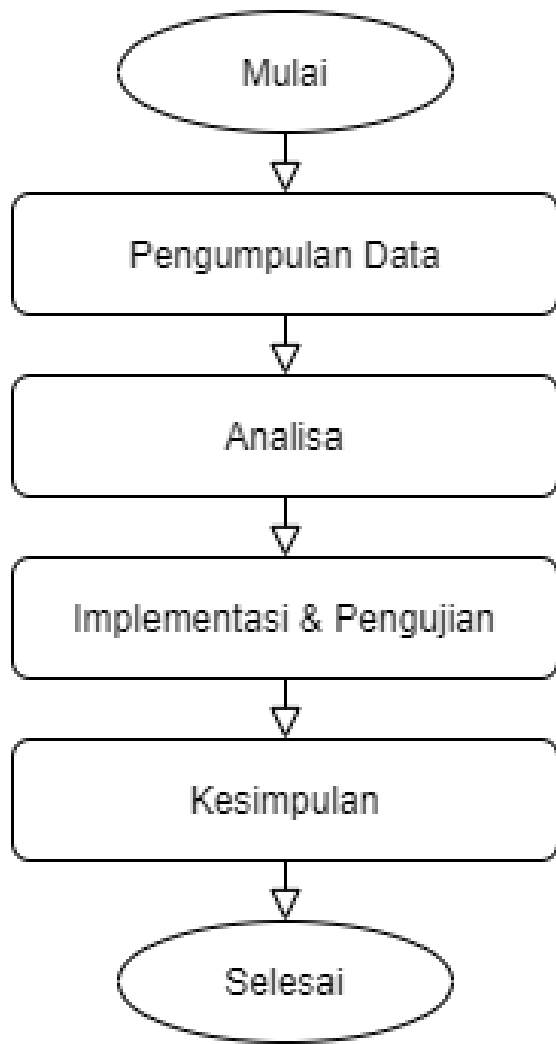 Mulai
Pengumpulan Data
Analisa
Implementasi & Pengujian
Kesimpulan
Selesai